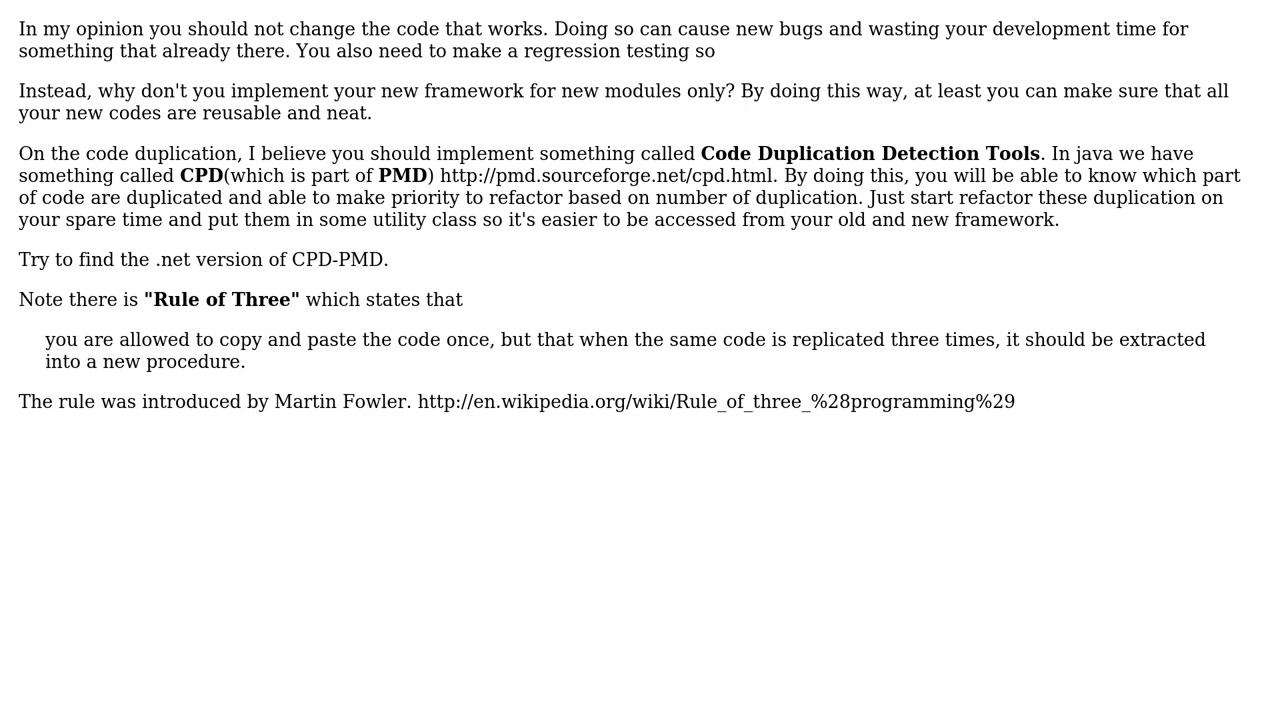 In my opinion you should not change the code that works. Doing so can cause new bugs and wasting your development time for
something that already there. You also need to make a regression testing so
Instead, why don't you implement your new framework for new modules only? By doing this way, at least you can make sure that all
your new codes are reusable and neat.
On the code duplication, I believe you should implement something called Code Duplication Detection Tools. In java we have
something called CPD(which is part of PMD) http://pmd.sourceforge.net/cpd.html. By doing this, you will be able to know which part
of code are duplicated and able to make priority to refactor based on number of duplication. Just start refactor these duplication on
your spare time and put them in some utility class so it's easier to be accessed from your old and new framework.
Try to find the .net version of CPD-PMD.
Note there is "Rule of Three" which states that
you are allowed to copy and paste the code once, but that when the same code is replicated three times, it should be extracted
into a new procedure.
The rule was introduced by Martin Fowler. http://en.wikipedia.org/wiki/Rule_of_three_%28programming%29